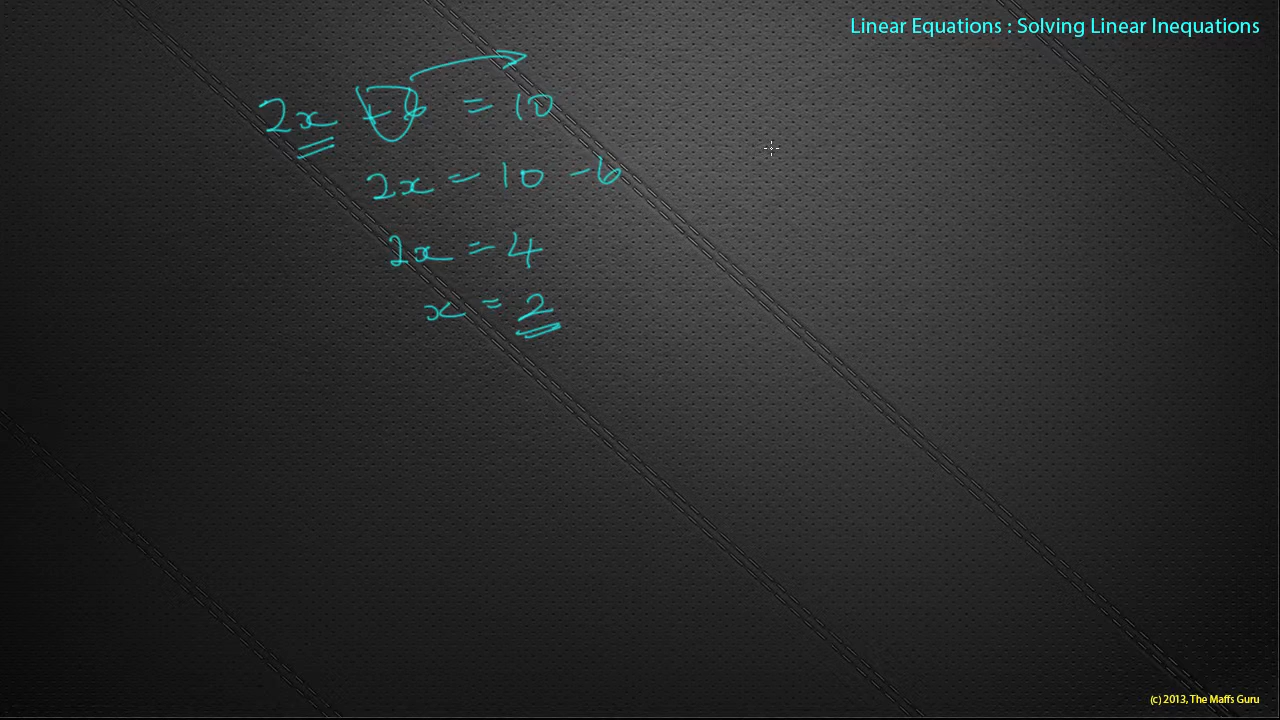 Linear Equations : Solving Linear Inequations
2x + 6 = 10
2x = 10 - 6
2x = 4
x = 2
(c) 2013, The Maffs Guru